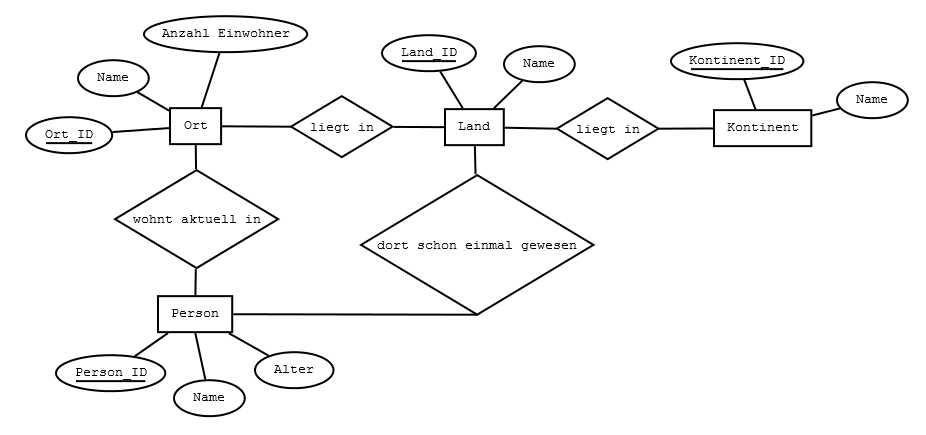 Anzahl Einwohner
Land_ID
Name
Kontinent_ID
Name
Name
Ort_ID
Ort
liegt in
Land
liegt in
Kontinent
wohnt aktuell in
dort schon einmal gewesen
Person
Person_ID
Name
Alter